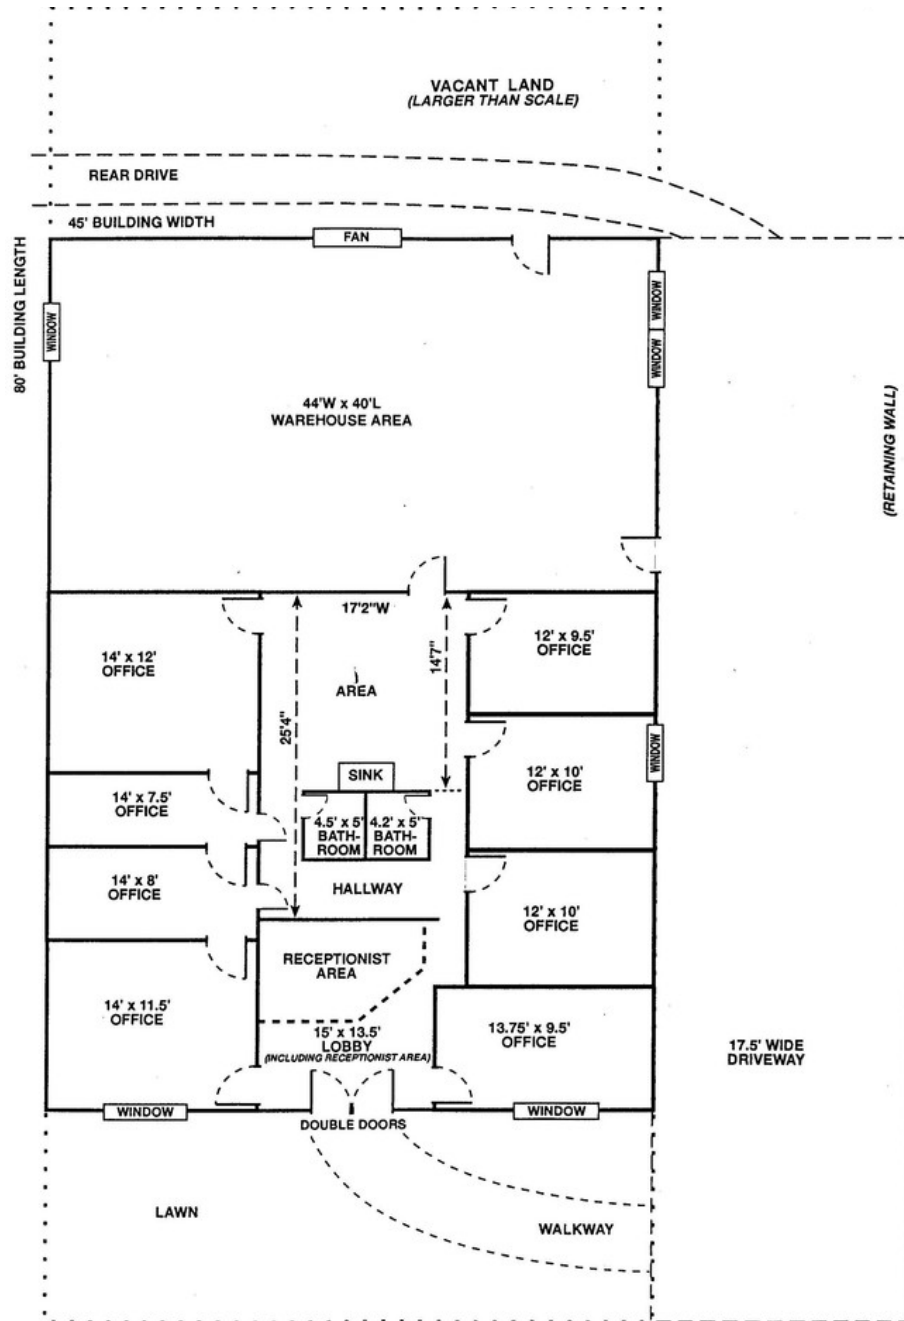 VACANT LAND
(LARGER THAN SCALE)
REAR DRIVE
45' BUILDING WIDTH
80' BUILDING LENGTH
FAN
WINDOW
WINDOW
WINDOW
44'W x 40'L
WAREHOUSE AREA
(RETAINING WALL)
17'2"W
14' x 12'
OFFICE
12' x 9.5'
OFFICE
14'7"
AREA
25'4"
SINK
WINDOW
12' x 10'
OFFICE
14' x 7.5'
OFFICE
4.5' x 5'
BATH-
ROOM
4.2' x 5'
BATH-
ROOM
14' x 8'
OFFICE
HALLWAY
12' x 10'
OFFICE
RECEPTIONIST
AREA
14' x 11.5'
OFFICE
15' x 13.5'
LOBBY
(INCLUDING RECEPTIONIST AREA)
13.75' x 9.5'
OFFICE
17.5' WIDE
DRIVEWAY
WINDOW
DOUBLE DOORS
WINDOW
LAWN
WALKWAY